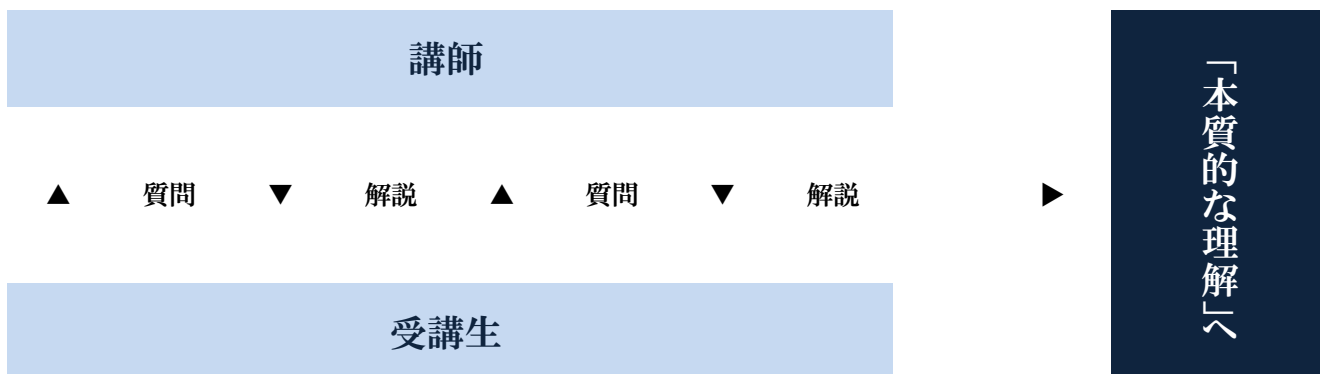 講師
▲ 質問 ▼ 解説 ▲ 質問 ▼ 解説 ▶
受講生
「本質的な理解」へ